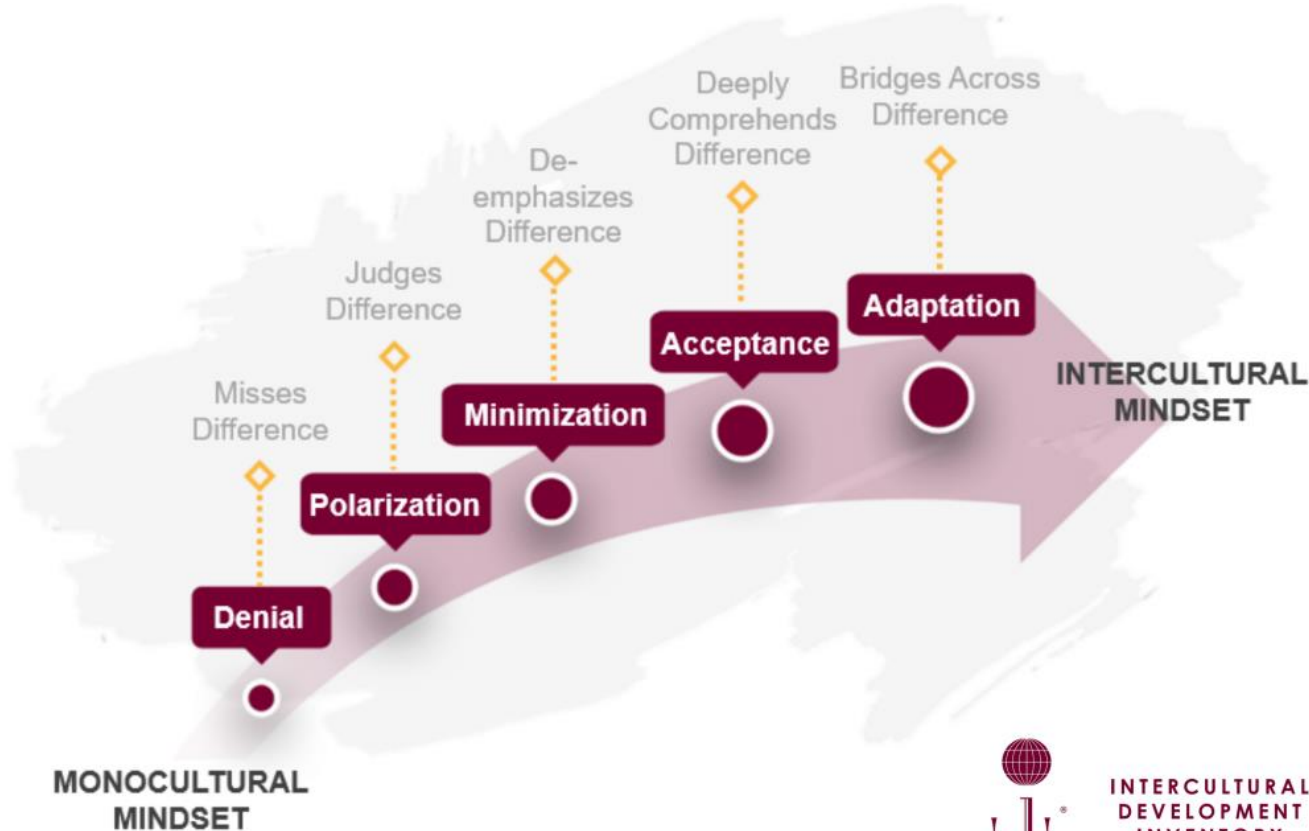 Misses
Difference
Denial
Judges
Difference
Polarization
De-
emphasizes
Difference
Minimization
Deeply
Comprehends
Difference
Acceptance
Bridges Across
Difference
Adaptation
MONOCULTURAL
MINDSET
INTERCULTURAL
MINDSET
INTERCULTURAL
DEVELOPMENT
INVENTORY